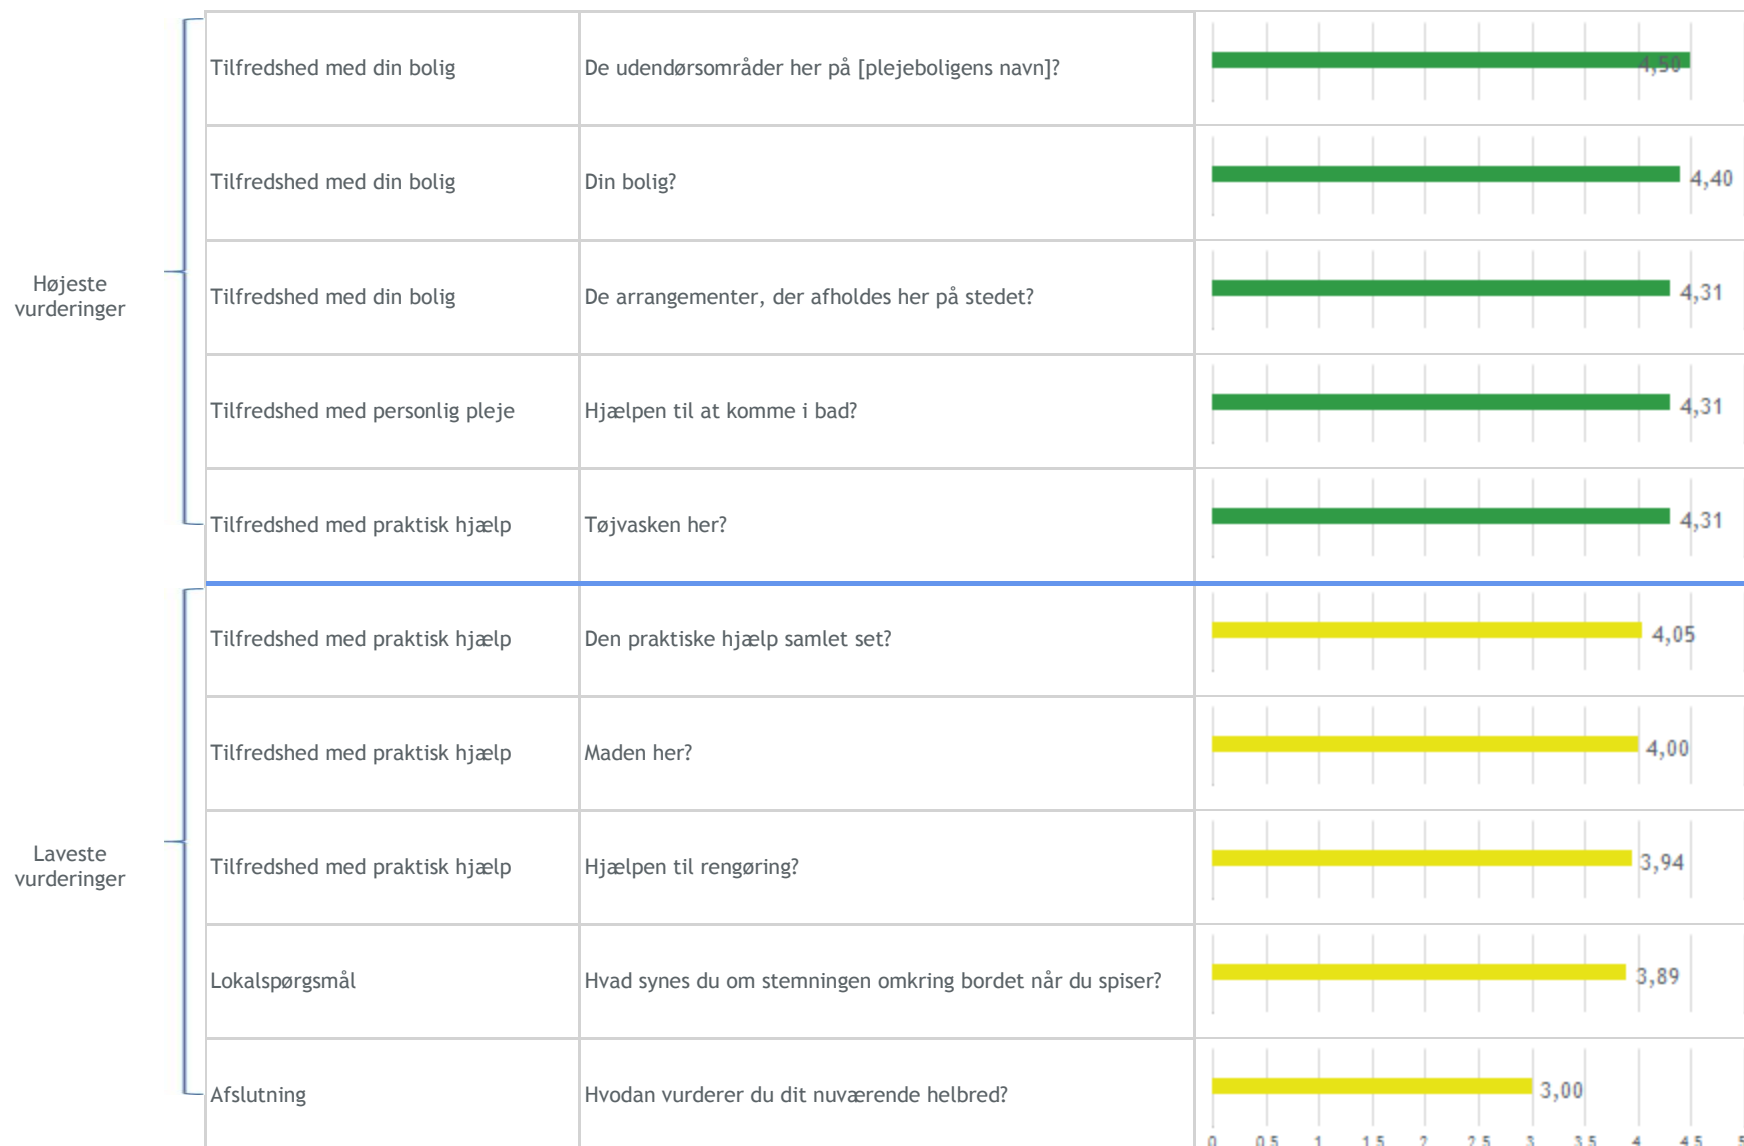 Højeste
vurderinger
Tilfredshed med din bolig De udendørsområder her på [plejeboligens navn]? 4,50
Tilfredshed med din bolig Din bolig? 4,40
Tilfredshed med din bolig De arrangementer, der afholdes her på stedet? 4,31
Tilfredshed med personlig pleje Hjælpen til at komme i bad? 4,31
Tilfredshed med praktisk hjælp Tøjvasken her? 4,31
Laveste
vurderinger
Tilfredshed med praktisk hjælp Den praktiske hjælp samlet set? 4,05
Tilfredshed med praktisk hjælp Maden her? 4,00
Tilfredshed med praktisk hjælp Hjælpen til rengøring? 3,94
Lokalspørgsmål Hvad synes du om stemningen omkring bordet når du spiser? 3,89
Afslutning Hvodan vurderer du dit nuværende helbred? 3,00
0 0,5 1 1,5 2 2,5 3 3,5 4 4,5 5